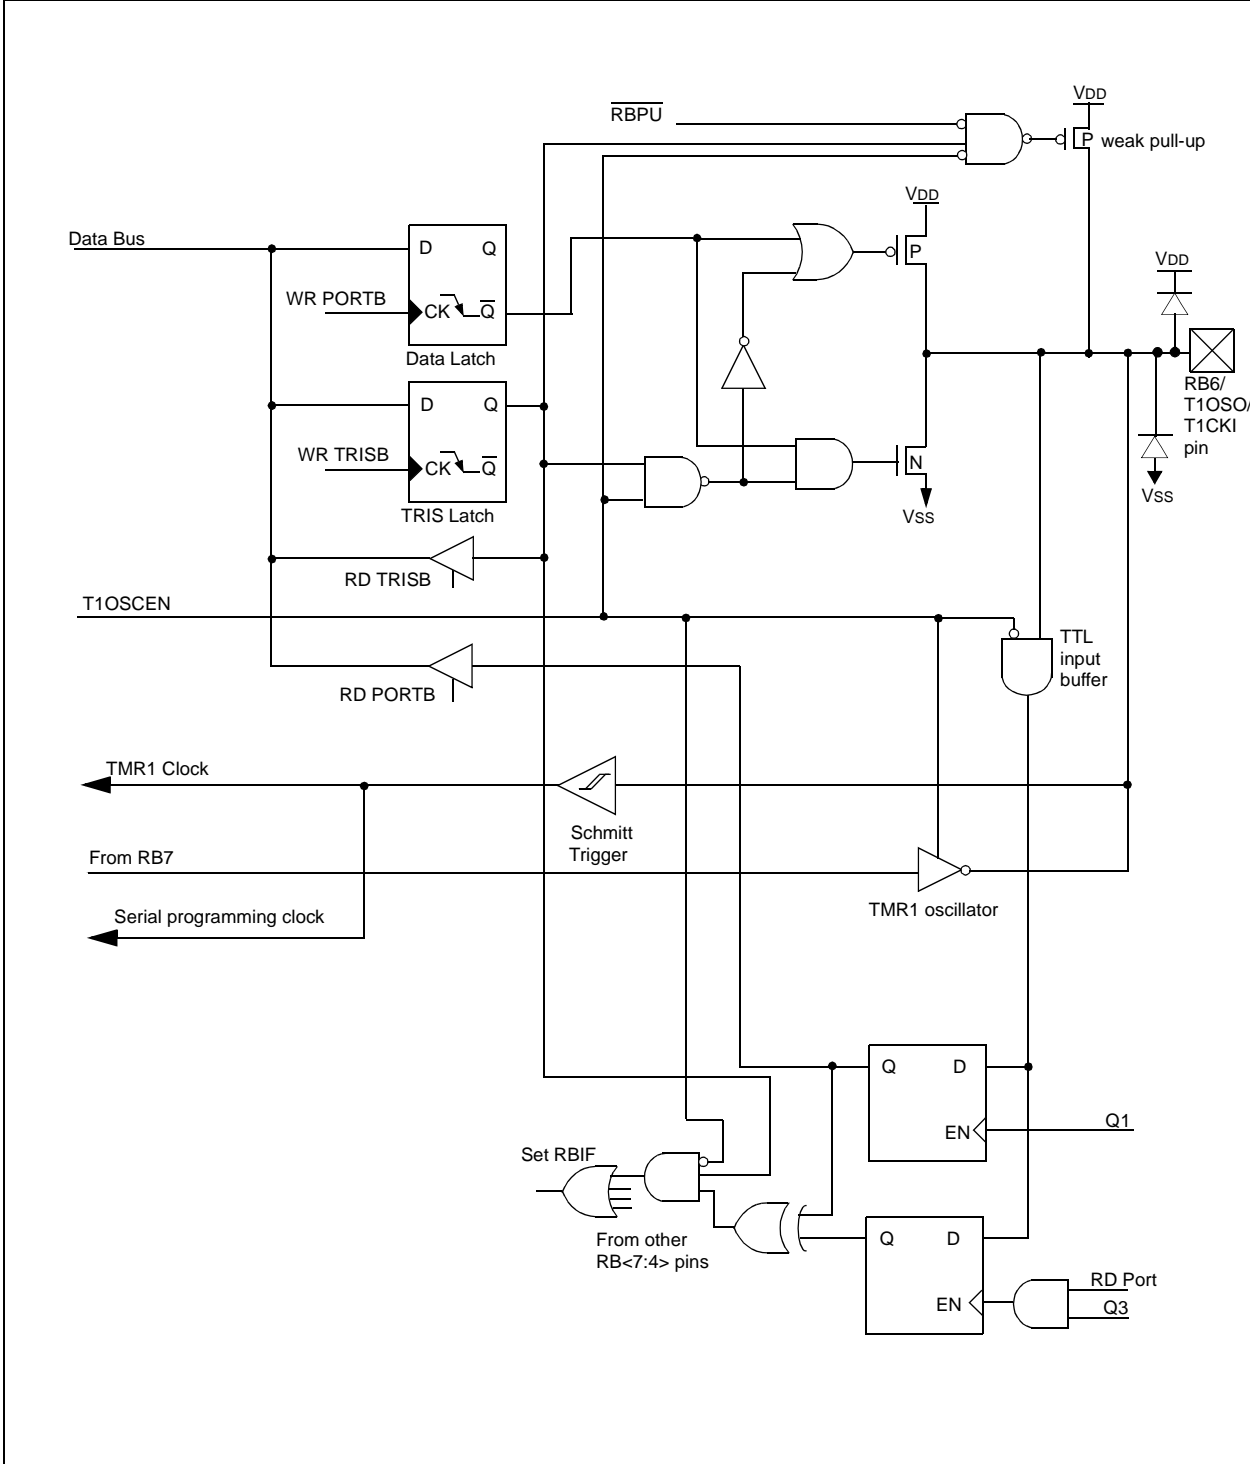 VDD
RBPU
P
weak pull-up
VDD
Data Bus
D
Q
P
VDD
WR PORTB
CK
Q
Data Latch
RB6/
T1OSO/
T1CKI
pin
D
Q
WR TRISB
CK
Q
N
VSS
VSS
TRIS Latch
RD TRISB
T1OSCEN
TTL
input
buffer
RD PORTB
TMR1 Clock
Schmitt
Trigger
From RB7
TMR1 oscillator
Serial programming clock
Q
D
Q1
EN
Set RBIF
From other
RB<7:4> pins
Q
D
RD Port
EN
Q3